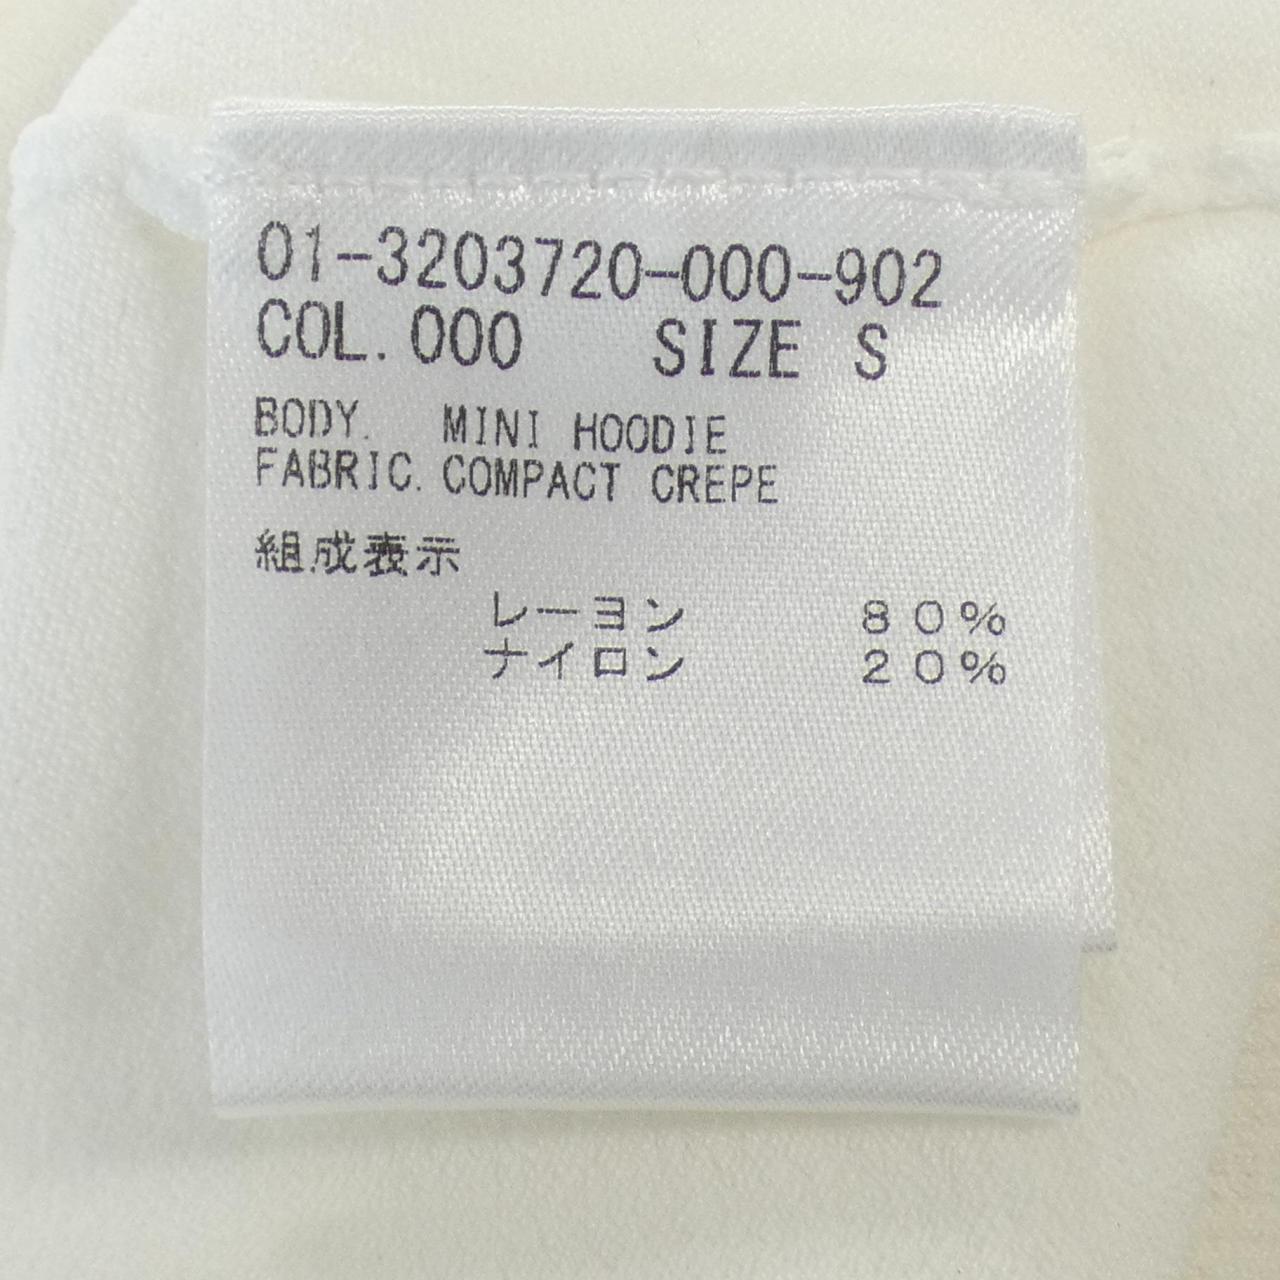 01-3203720-000-902
COL.000 SIZE S
BODY. MINI HOODIE
FABRIC. COMPACT CREPE
組成表示
レーヨン 80%
ナイロン 20%